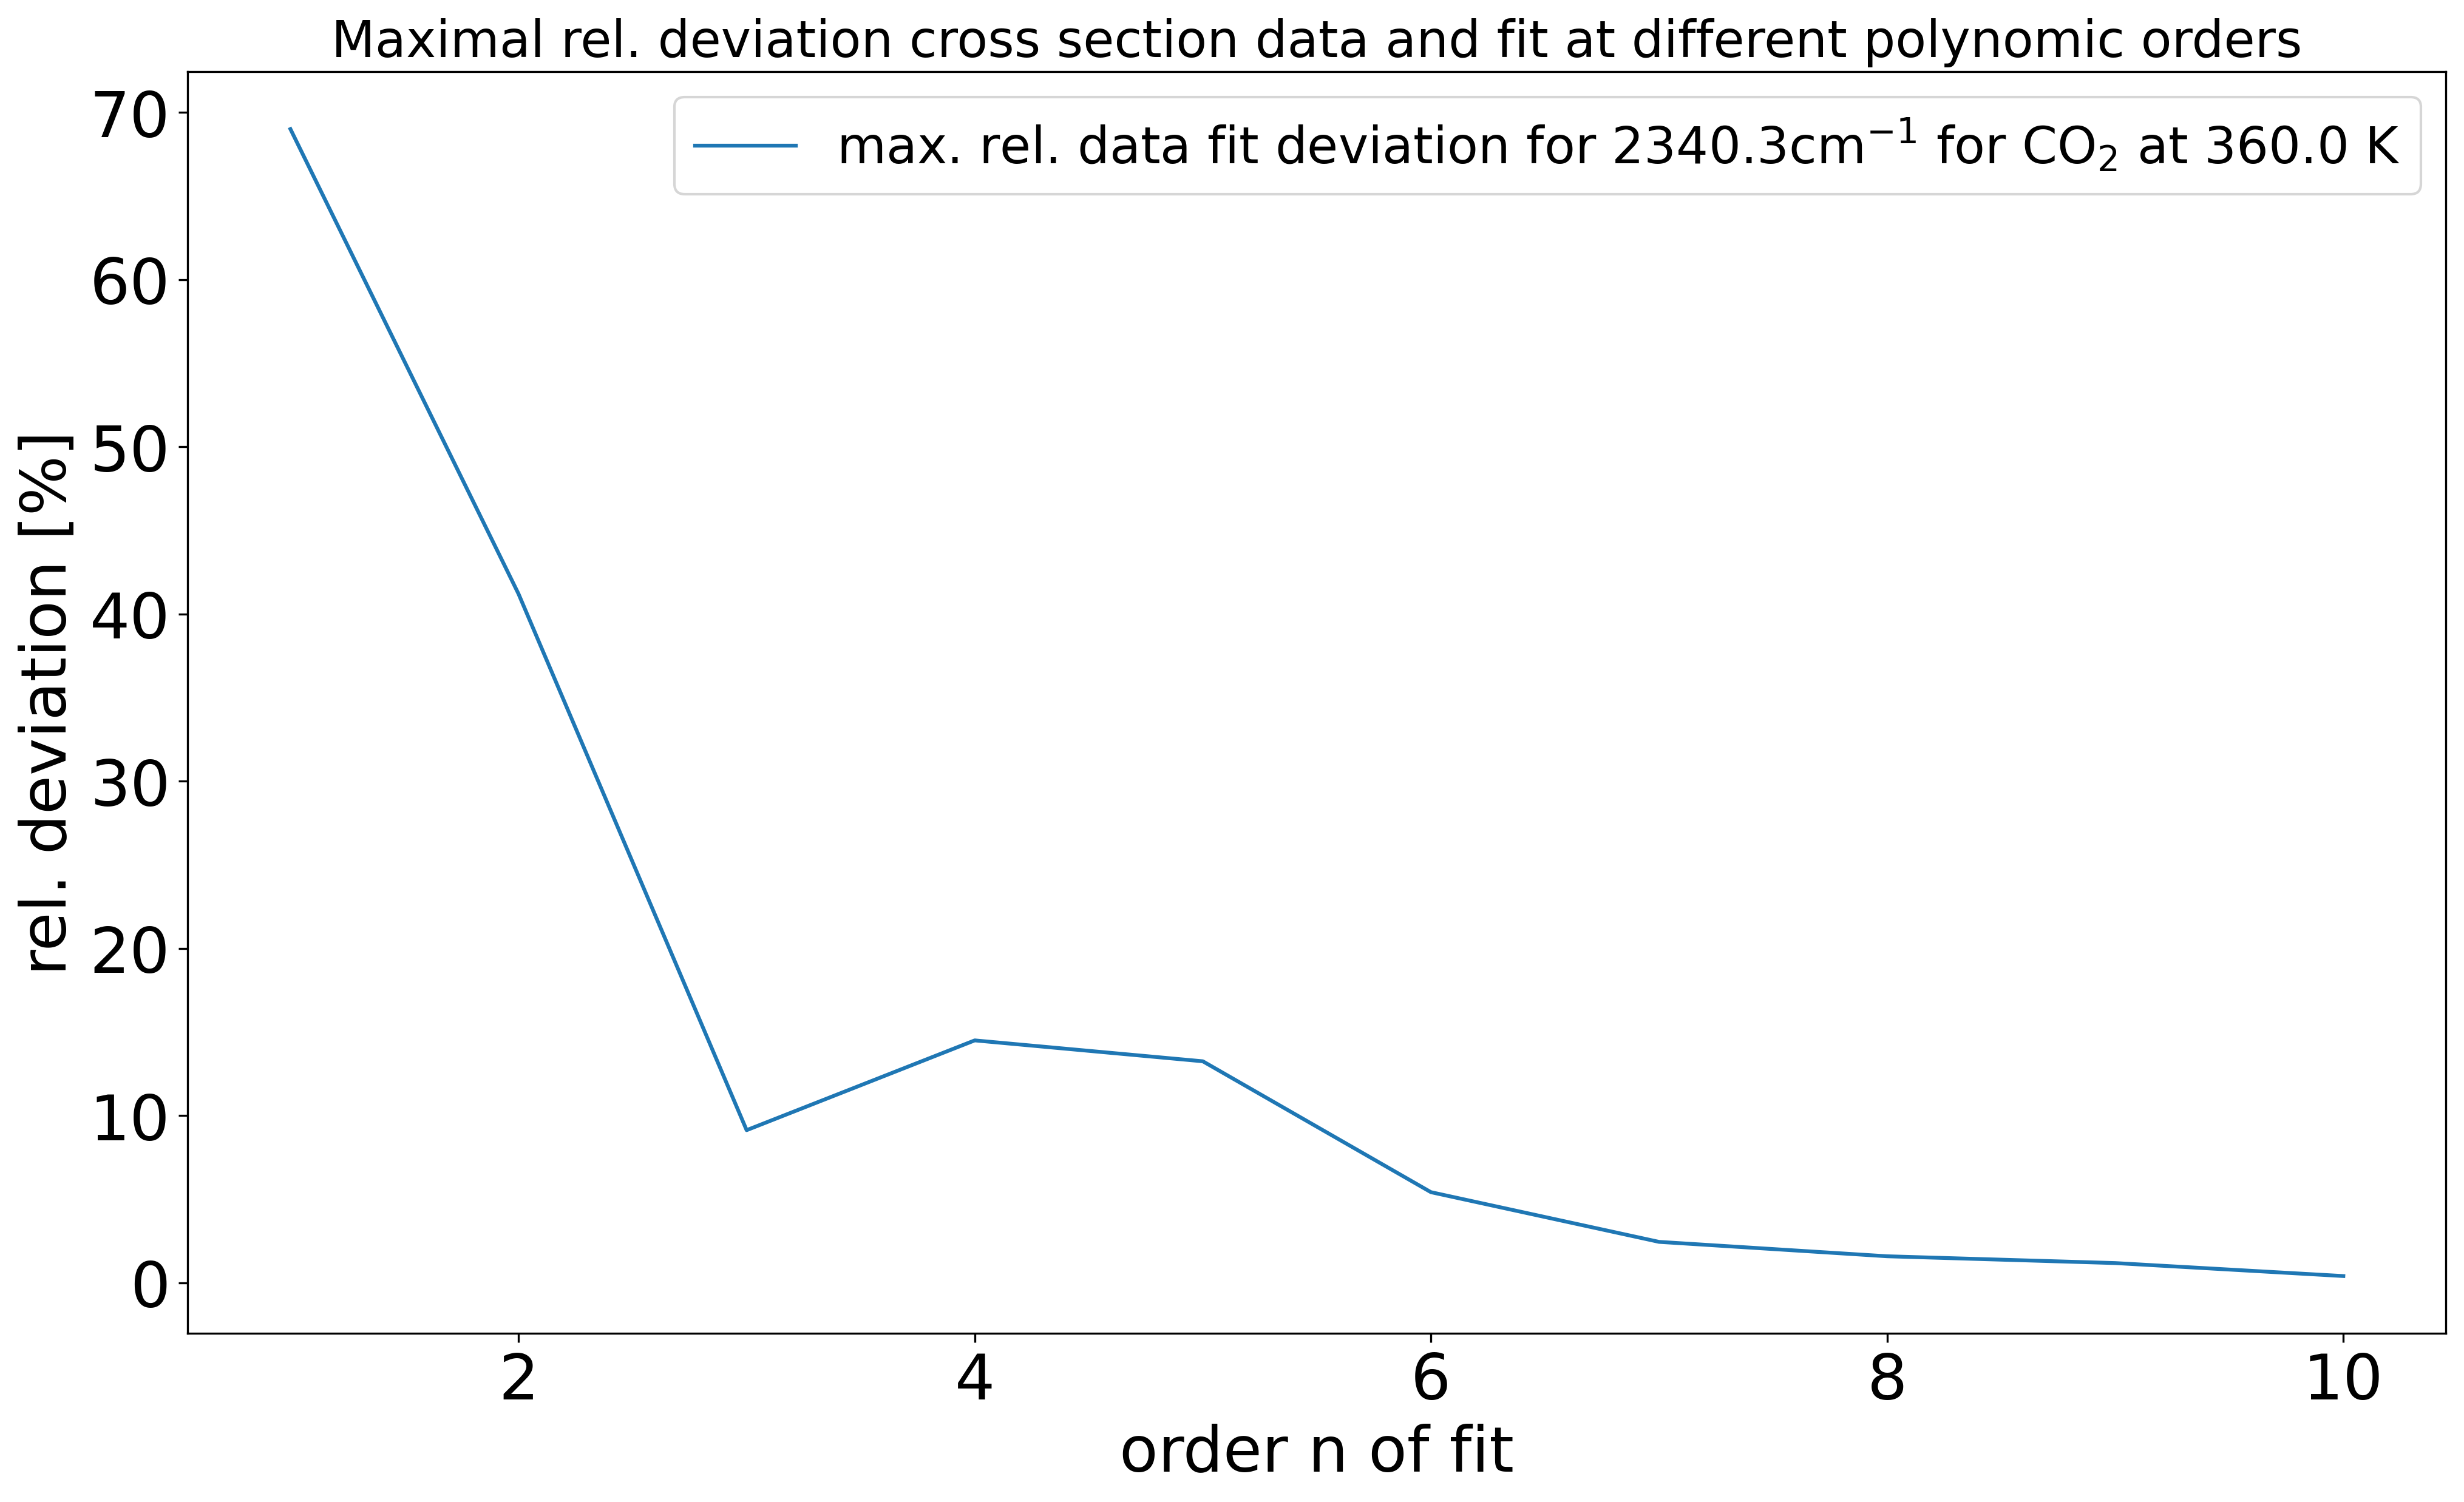 Maximal rel. deviation cross section data and fit at different polynomic orders
max. rel. data fit deviation for 2340.3cm⁻¹ for CO₂ at 360.0 K
rel. deviation [%]
70
60
50
40
30
20
10
0
2 4 6 8 10
order n of fit